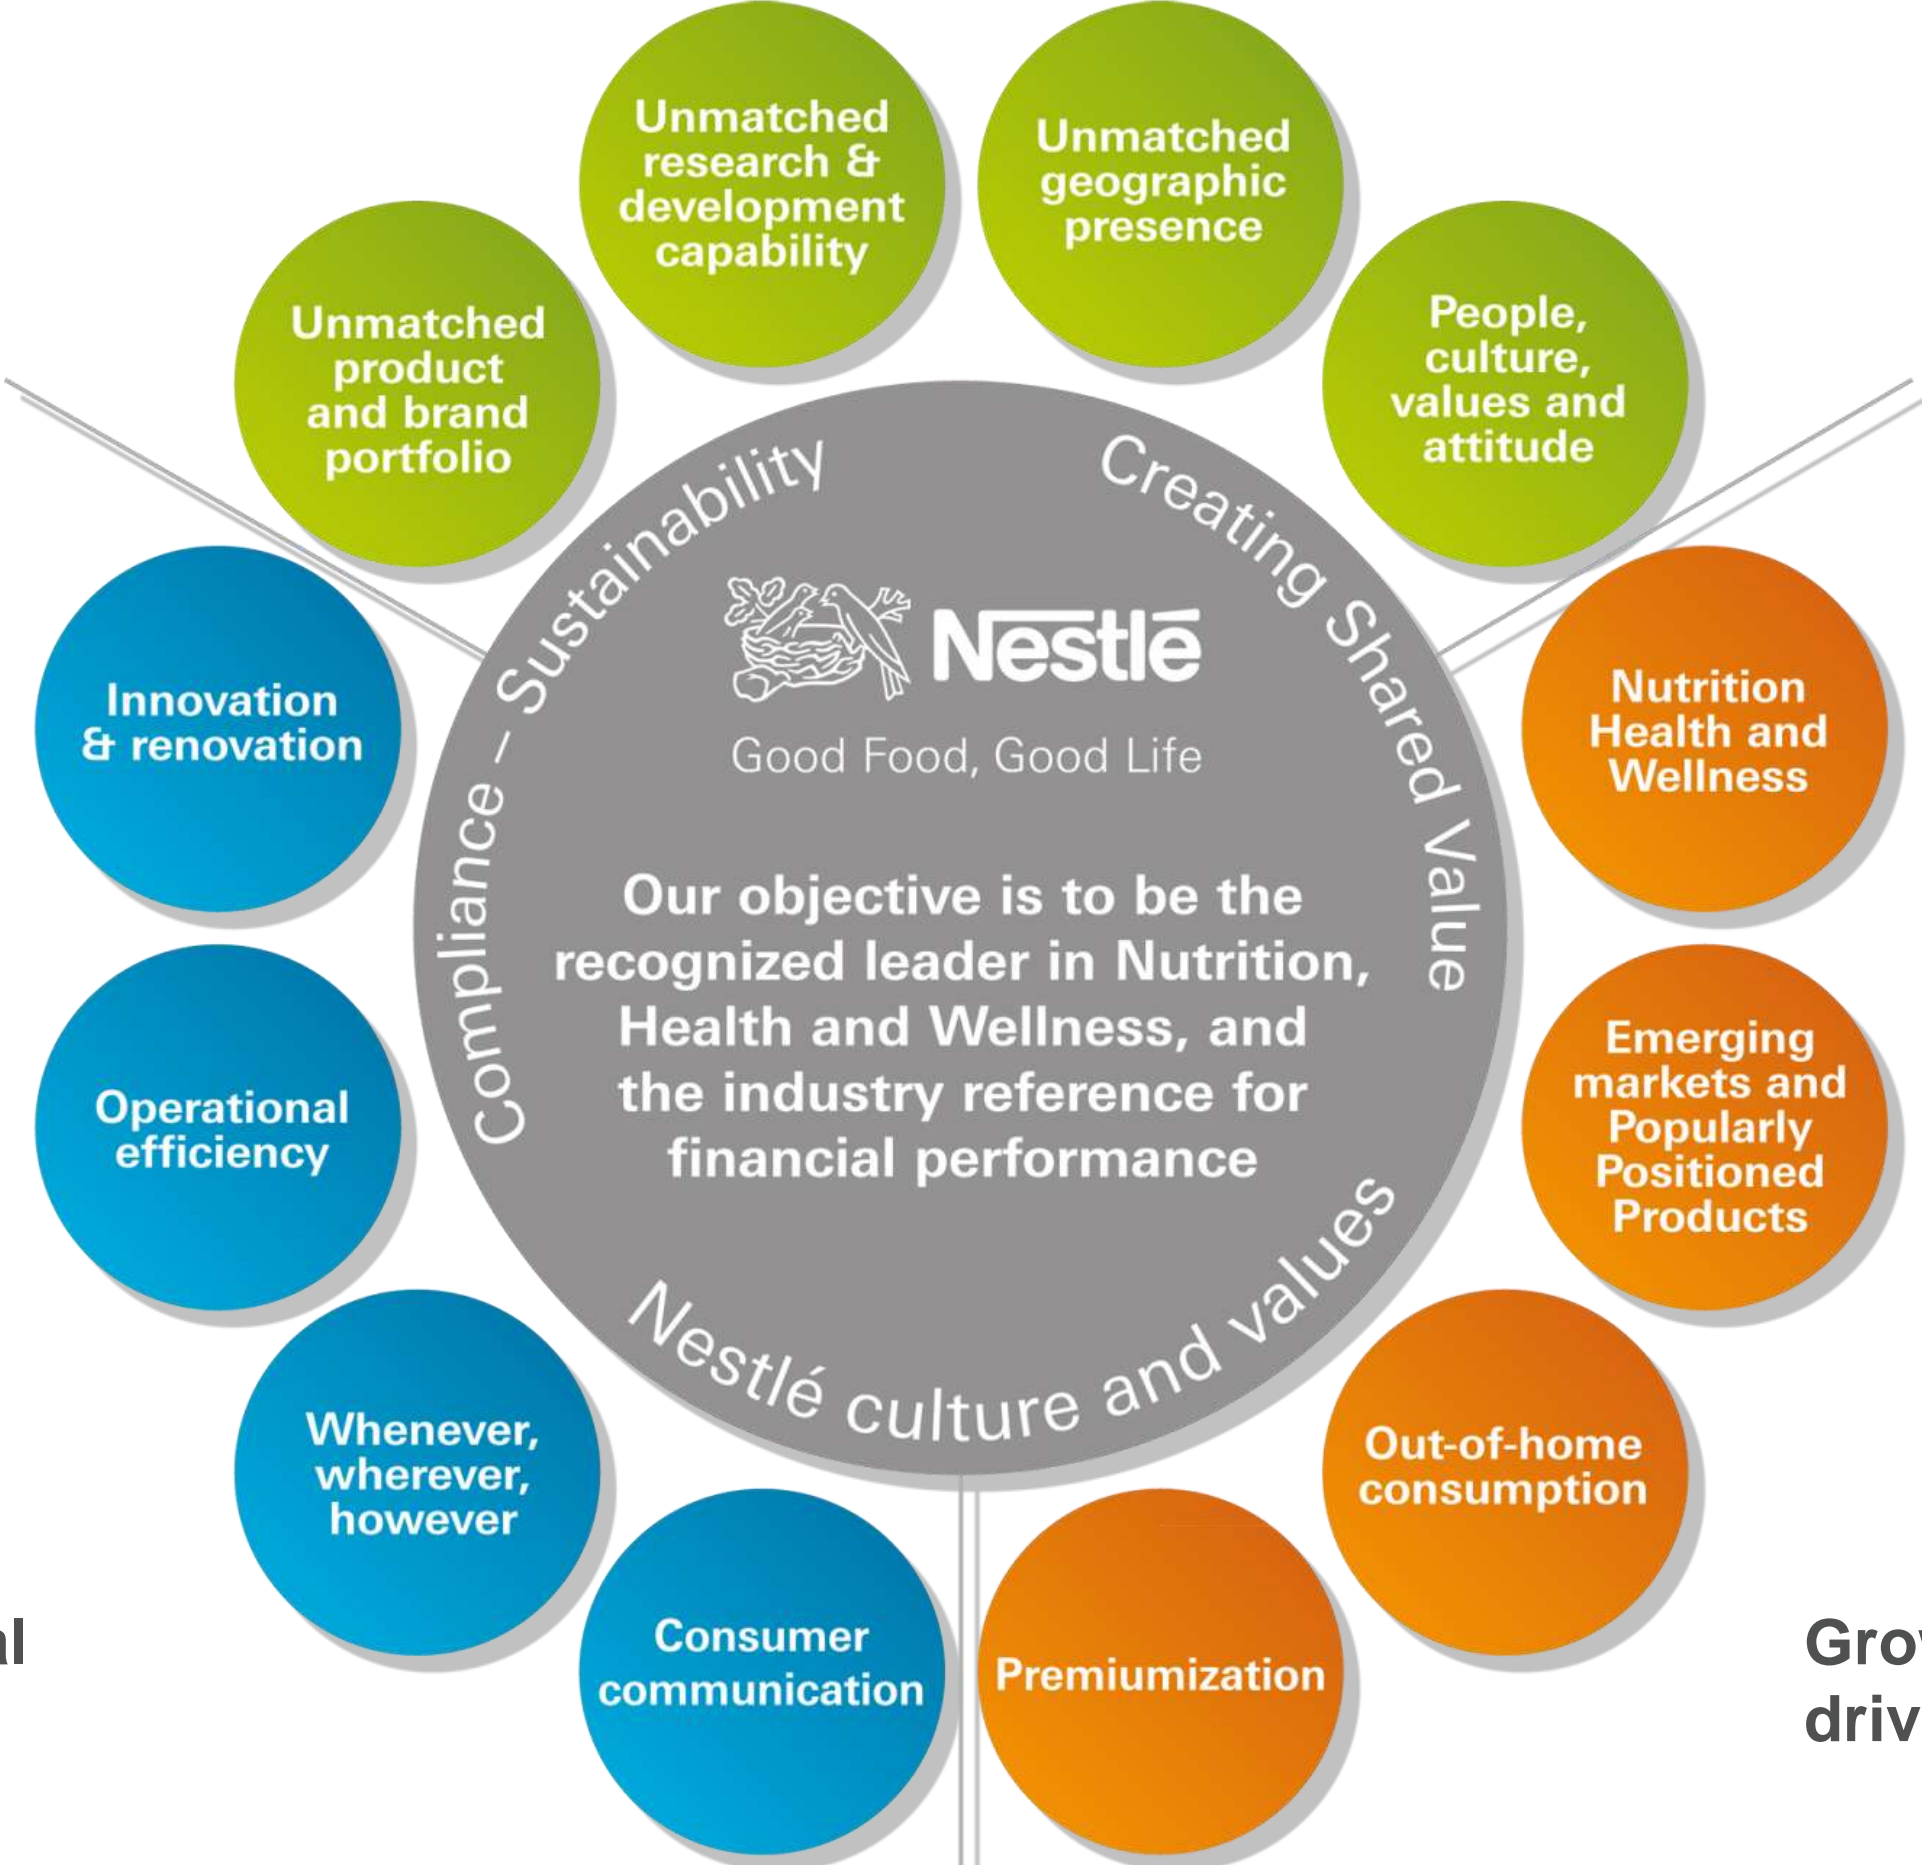 Unmatched
research &
development
capability
Unmatched
geographic
presence
Unmatched
product
and brand
portfolio
People,
culture,
values and
attitude
Innovation
& renovation
Nutrition
Health and
Wellness
Operational
efficiency
Emerging
markets and
Popularly
Positioned
Products
Whenever,
wherever,
however
Out-of-home
consumption
Consumer
communication
Premiumization
Compliance – Sustainability
Creating Shared Value
Nestlé
Good Food, Good Life
Our objective is to be the
recognized leader in Nutrition,
Health and Wellness, and
the industry reference for
financial performance
Nestlé culture and values